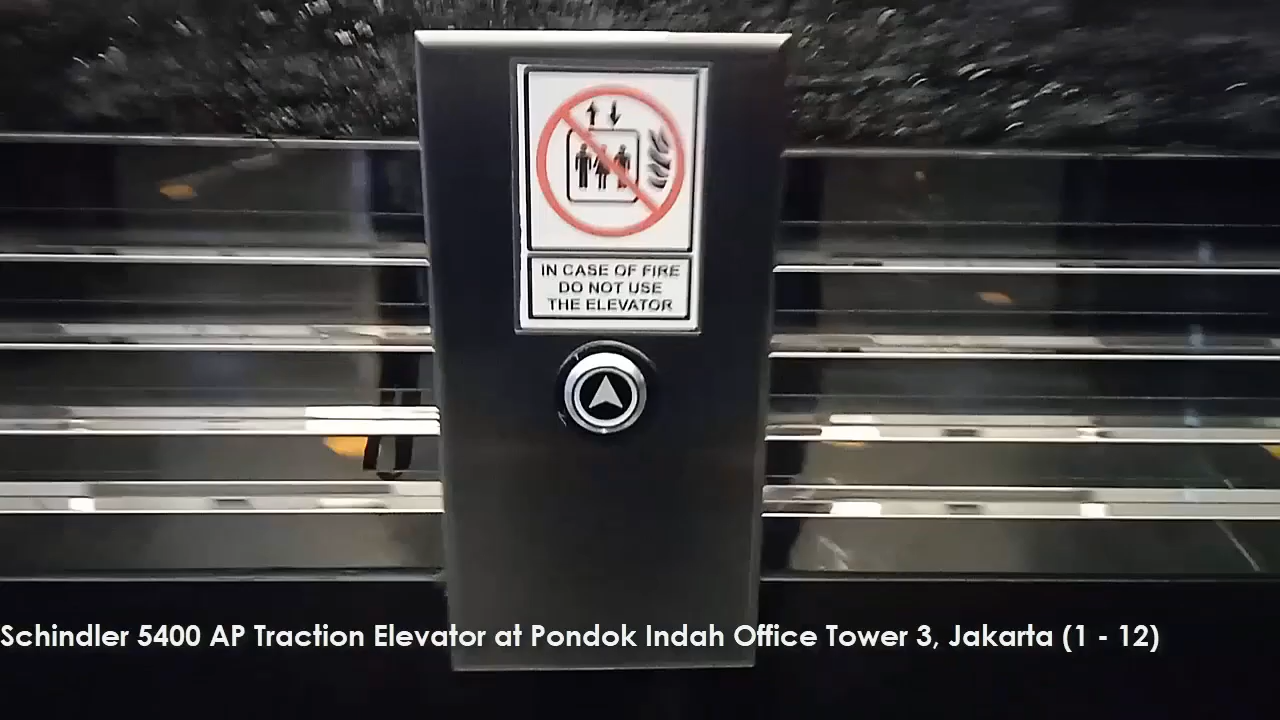 IN CASE OF FIRE
DO NOT USE
THE ELEVATOR
Schindler 5400 AP Traction Elevator at Pondok Indah Office Tower 3, Jakarta (1 - 12)